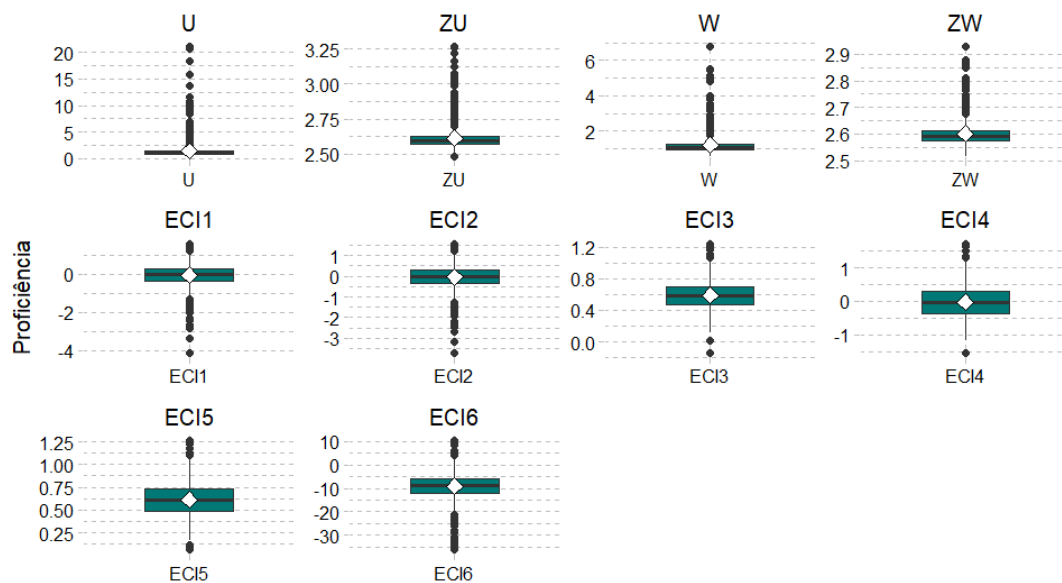 U
ZU
W
ZW
20
15
10
5
0
3.25
3.00
2.75
2.50
6
4
2
2.9
2.8
2.7
2.6
2.5
U
ZU
W
ZW
Proficiência
ECI1
ECI2
ECI3
ECI4
0
-2
-4
1
0
-1
-2
-3
1.2
0.8
0.4
0.0
1
0
-1
ECI1
ECI2
ECI3
ECI4
ECI5
ECI6
1.25
1.00
0.75
0.50
0.25
10
0
-10
-20
-30
ECI5
ECI6